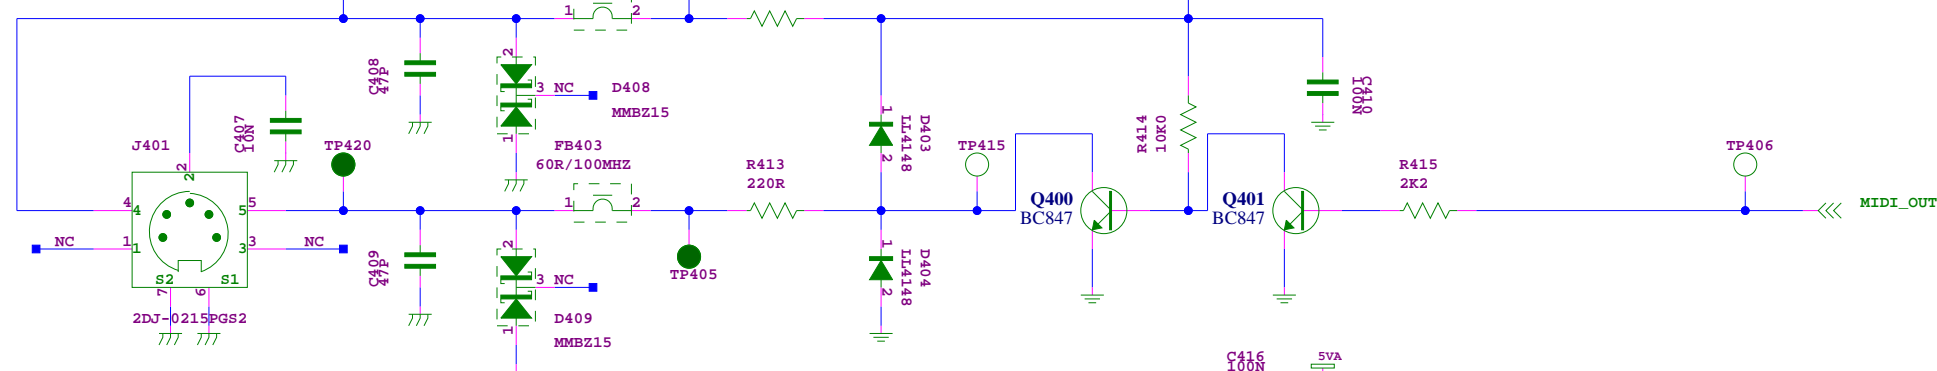 1
2
C408
47P
2
3 NC
1
D408
MMBZ15
C407
10N
C410
100N
J401
2
2
TP420
FB403
60R/100MHZ
R413
220R
1
D403
LL4148
2
TP415
R414
10K0
Q400
BC847
Q401
BC847
R415
2K2
TP406
MIDI_OUT
4
4
5
5
1
2
NC
1
1
3
3
NC
S2
S1
7
6
2DJ-0215PGS2
C409
47P
2
3 NC
1
D409
MMBZ15
TP405
1
D404
LL4148
2
C416
100N
5VA